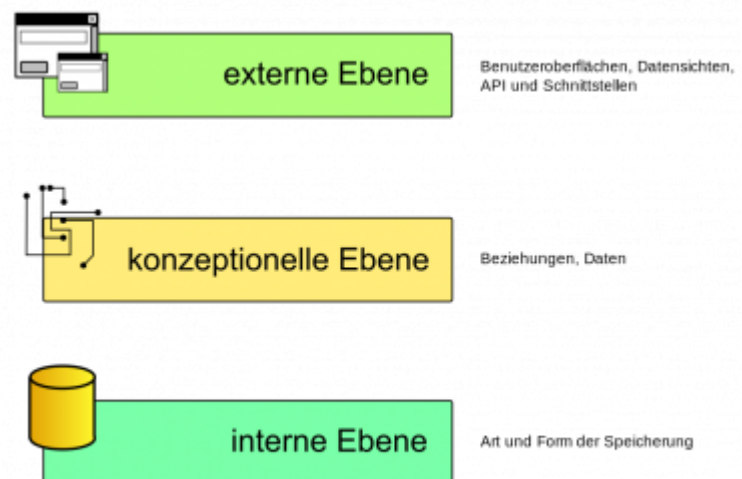 externe Ebene
Benutzeroberflächen, Datensichten,
API und Schnittstellen
konzeptionelle Ebene
Beziehungen, Daten
interne Ebene
Art und Form der Speicherung